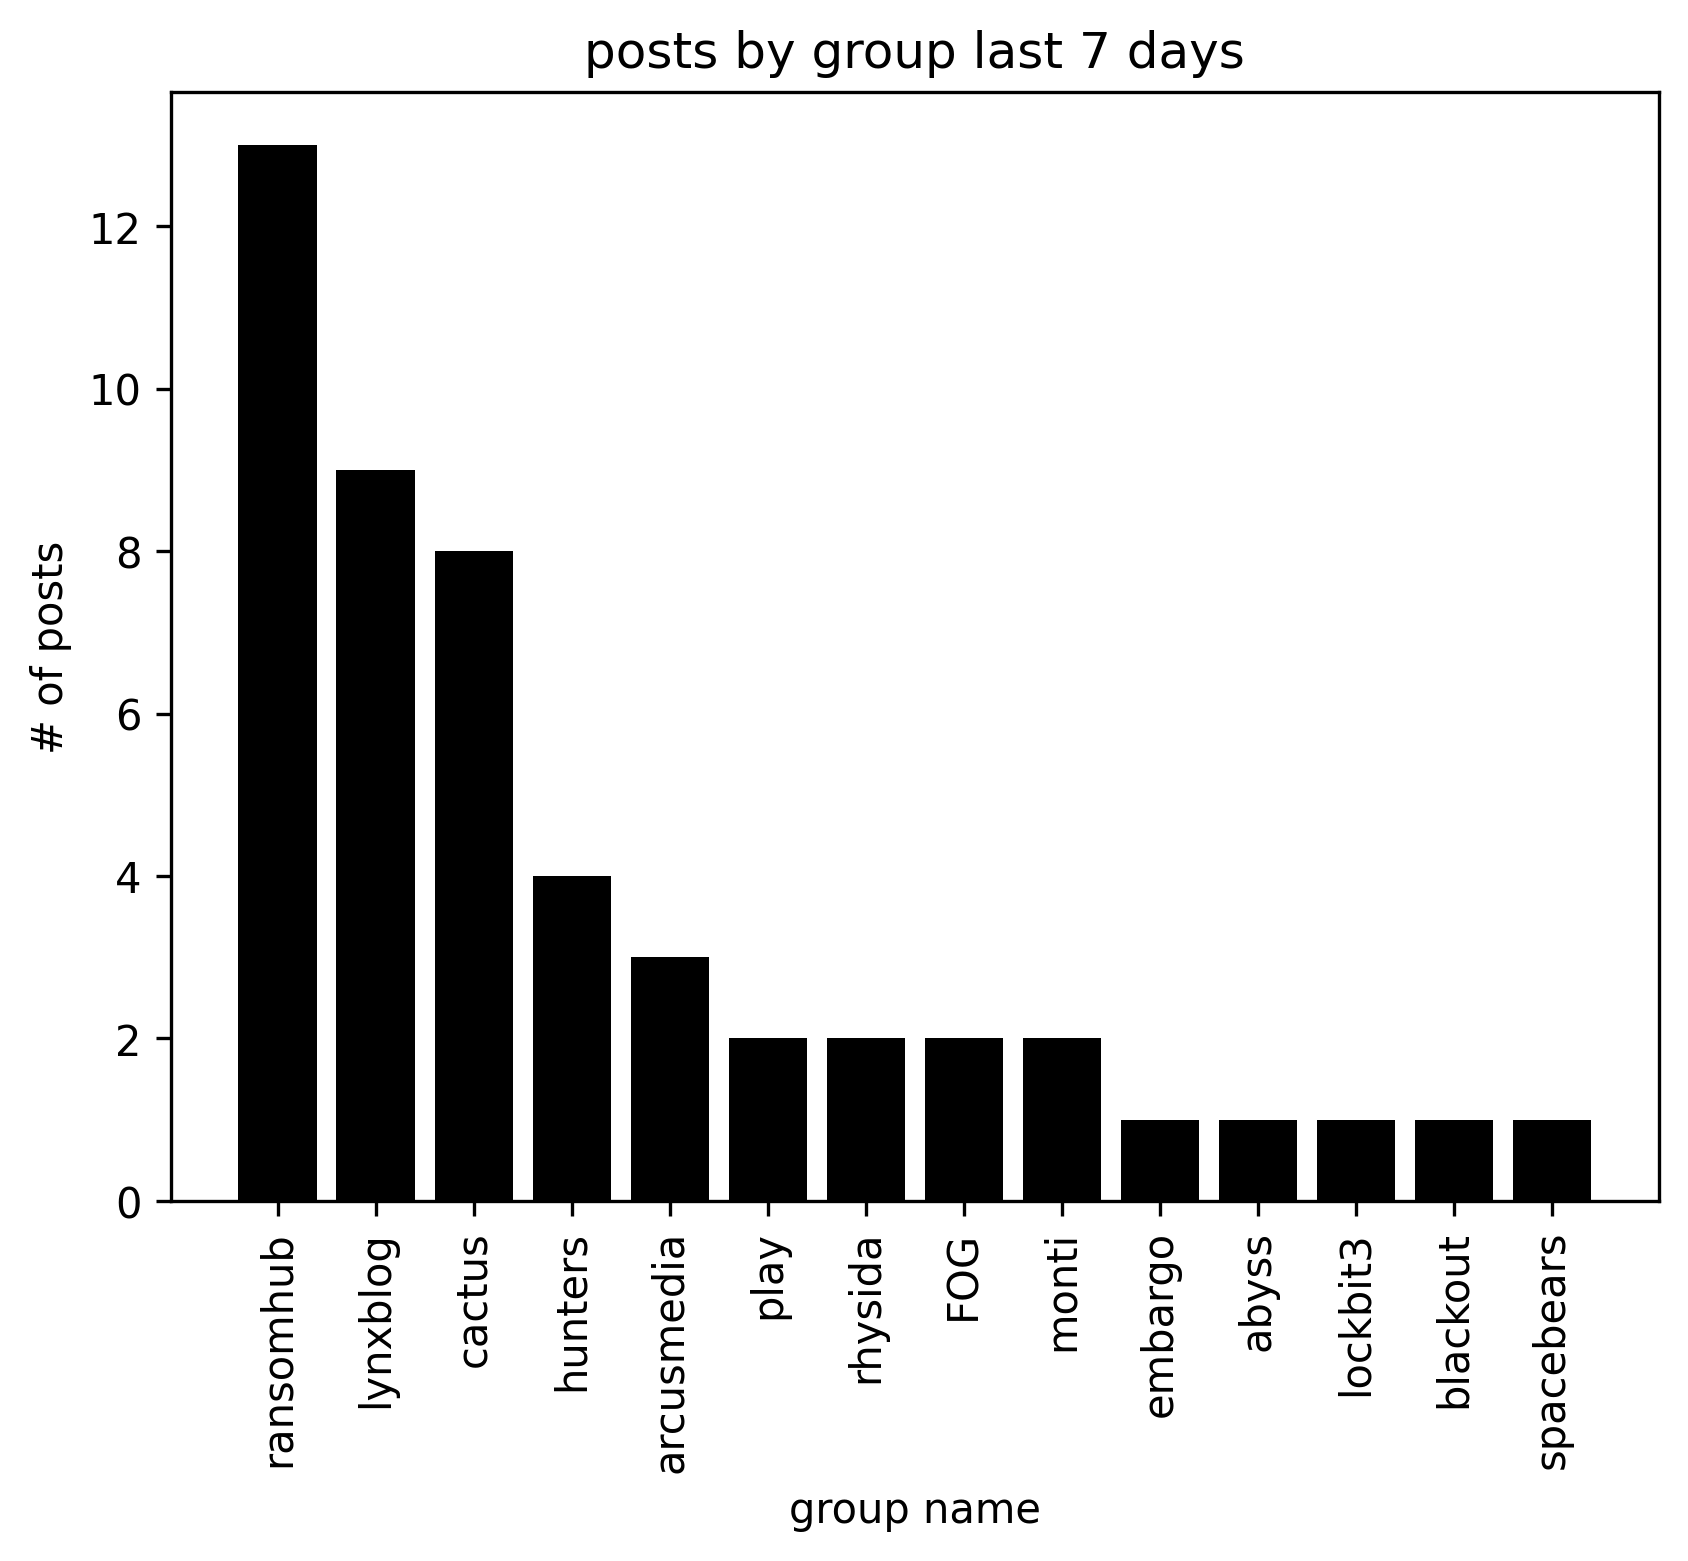 posts by group last 7 days
# of posts
12
10
8
6
4
2
0
ransomhub
lynxblog
cactus
hunters
arcusmedia
play
rhysida
FOG
monti
embargo
abyss
lockbit3
blackout
spacebears
group name